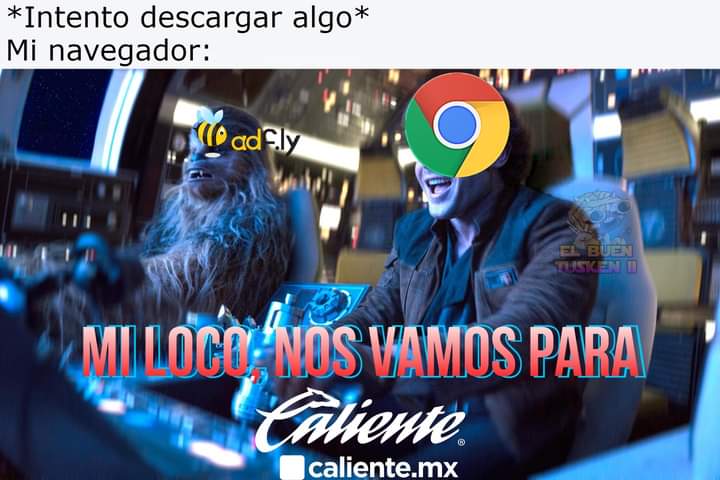 *Intento descargar algo*
Mi navegador:
adf.ly
EL BUEN
TUSKEN II
MI LOCO, NOS VAMOS PARA
Caliente®
caliente.mx